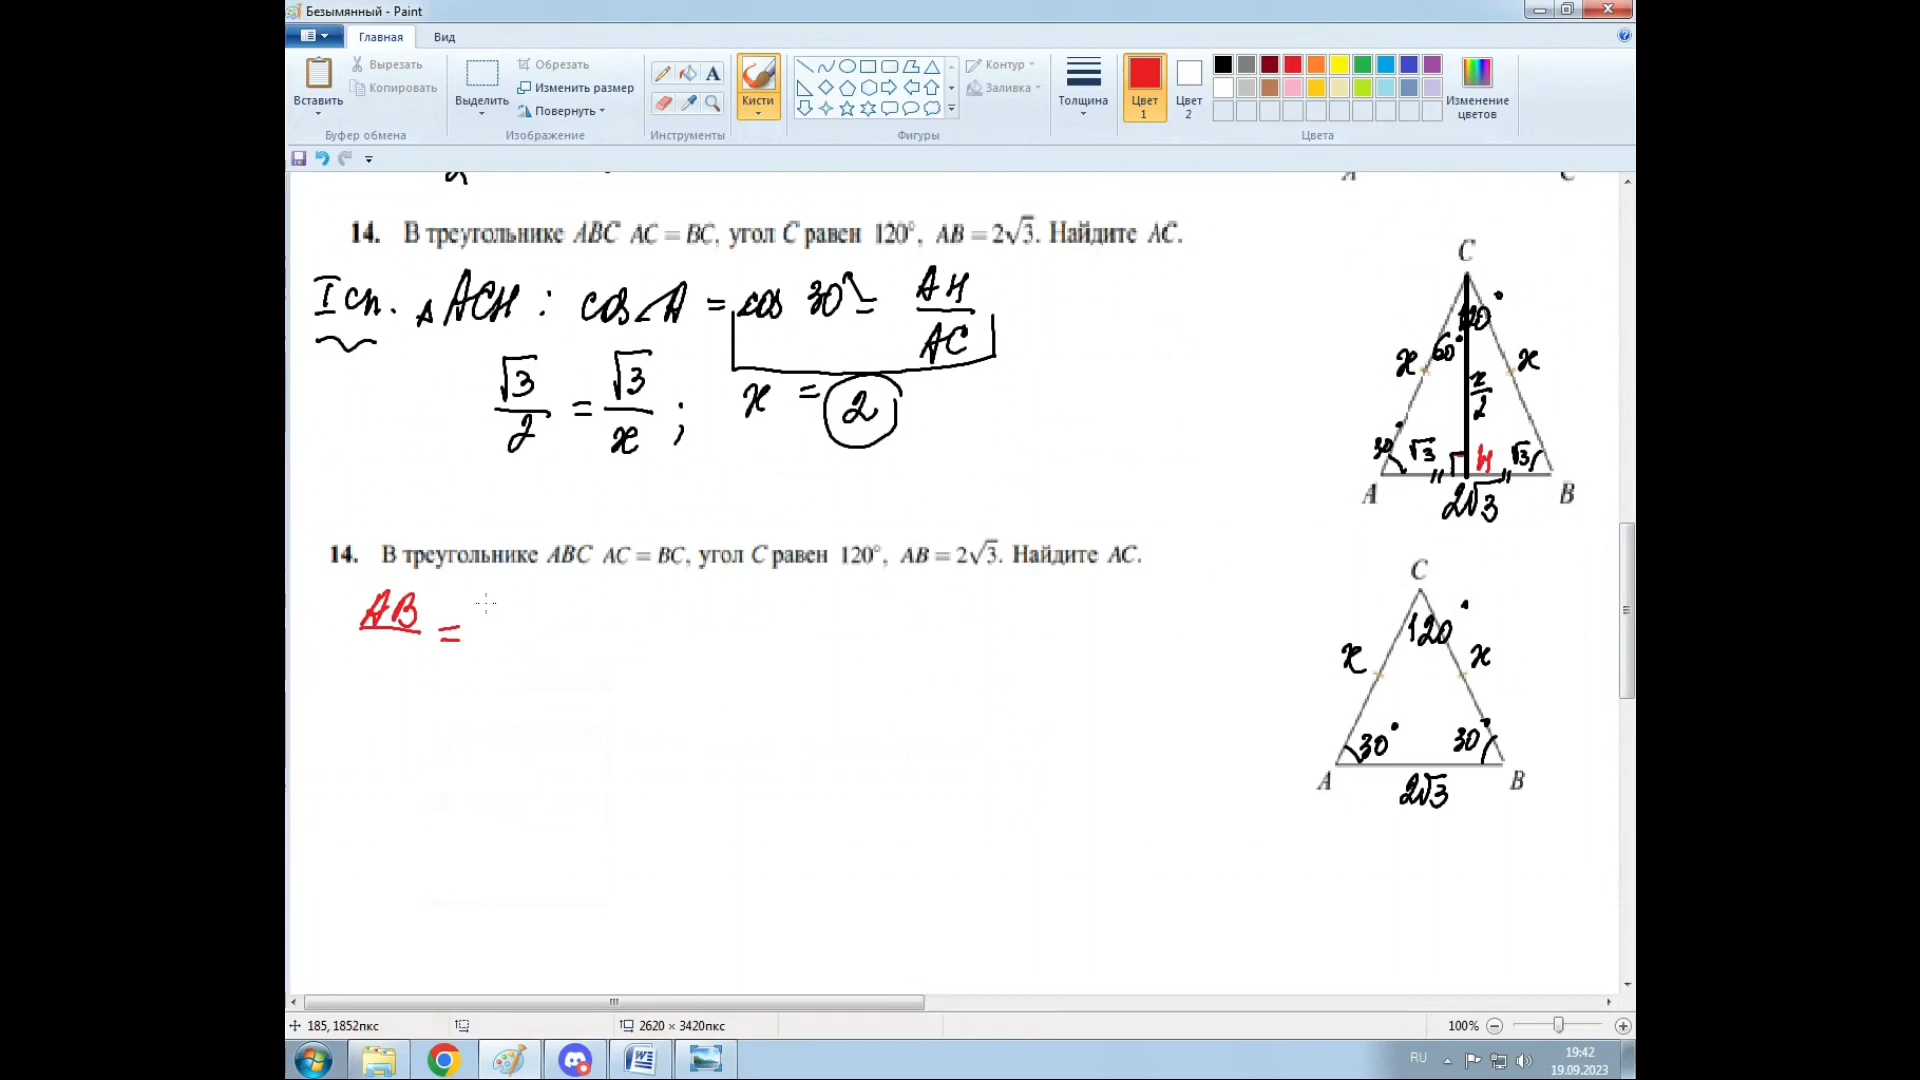 Безымянный - Paint
Главная Вид
Вырезать
Копировать
Вставить
Буфер обмена
Выделить
Обрезать
Изменить размер
Повернуть
Изображение
A
Инструменты
Кисти
Контур
Заливка
Фигуры
Толщина
Цвет 1
Цвет 2
Изменение цветов
Цвета
A C
14. В треугольнике ABC AC = BC, угол C равен 120°, AB = 2√3. Найдите AC.
I сп. △ ACH : cos∠A = cos 30° = AH/AC
√3/2 = √3/x ; x = 2
C
120°
60°
x x
x/2
30° √3 H √3
A 2√3 B
14. В треугольнике ABC AC = BC, угол C равен 120°, AB = 2√3. Найдите AC.
AB =
C
120°
x x
30° 30°
A 2√3 B
185, 1852пкс 2620 × 3420пкс 100%
RU 19:42
19.09.2023